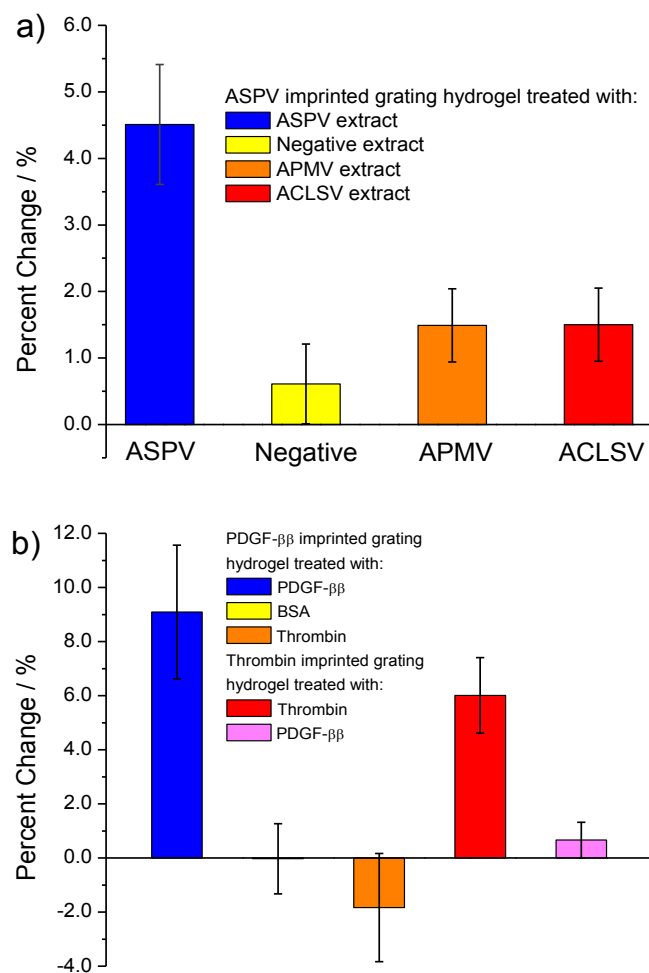 a)
6.0
5.0
4.0
3.0
2.0
1.0
0.0
Percent Change / %
ASPV imprinted grating hydrogel treated with:
ASPV extract
Negative extract
APMV extract
ACLSV extract
ASPV Negative APMV ACLSV
b)
12.0
10.0
8.0
6.0
4.0
2.0
0.0
-2.0
-4.0
Percent Change / %
PDGF-ββ imprinted grating
hydrogel treated with:
PDGF-ββ
BSA
Thrombin
Thrombin imprinted grating
hydrogel treated with:
Thrombin
PDGF-ββ